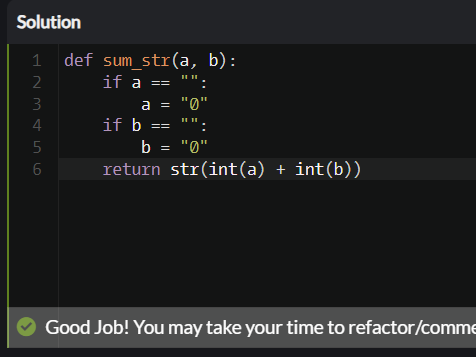 Solution
1 def sum_str(a, b):
2     if a == "":
3         a = "0"
4     if b == "":
5         b = "0"
6     return str(int(a) + int(b))
Good Job! You may take your time to refactor/comme